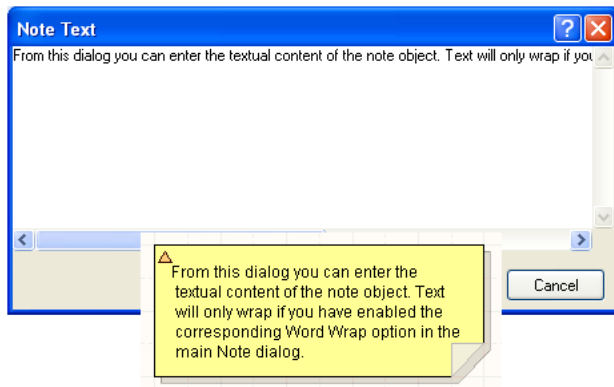 Note Text
From this dialog you can enter the textual content of the note object. Text will only wrap if you
From this dialog you can enter the
textual content of the note object. Text
will only wrap if you have enabled the
corresponding Word Wrap option in the
main Note dialog.
Cancel